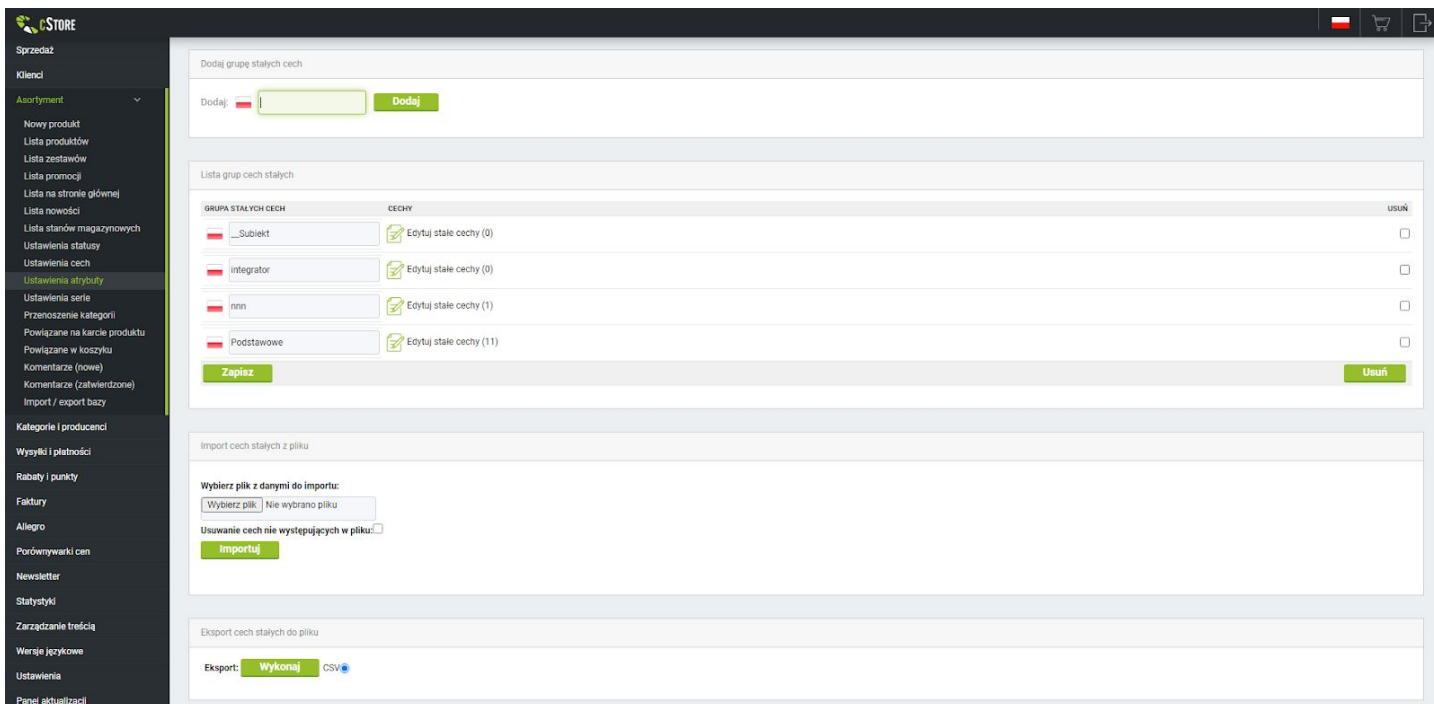 cStore
Sprzedaż
Klienci
Asortyment
Nowy produkt
Lista produktów
Lista zestawów
Lista promocji
Lista na stronie głównej
Lista nowości
Lista stanów magazynowych
Ustawienia statusy
Ustawienia cech
Ustawienia atrybuty
Ustawienia serie
Przenoszenie kategorii
Powiązane na karcie produktu
Powiązane w koszyku
Komentarze (nowe)
Komentarze (zatwierdzone)
Import / export bazy
Kategorie i producenci
Wysyłki i płatności
Rabaty i punkty
Faktury
Allegro
Porównywarki cen
Newsletter
Statystyki
Zarządzanie treścią
Wersje językowe
Ustawienia
Panel aktualizacji
Dodaj grupę stałych cech
Dodaj: Dodaj
Lista grup cech stałych
GRUPA STAŁYCH CECH CECHY USUŃ
__Subiekt Edytuj stałe cechy (0)
integrator Edytuj stałe cechy (0)
nnn Edytuj stałe cechy (1)
Podstawowe Edytuj stałe cechy (11)
Zapisz Usuń
Import cech stałych z pliku
Wybierz plik z danymi do importu:
Wybierz plik Nie wybrano pliku
Usuwanie cech nie występujących w pliku:
Importuj
Eksport cech stałych do pliku
Eksport: Wykonaj CSV